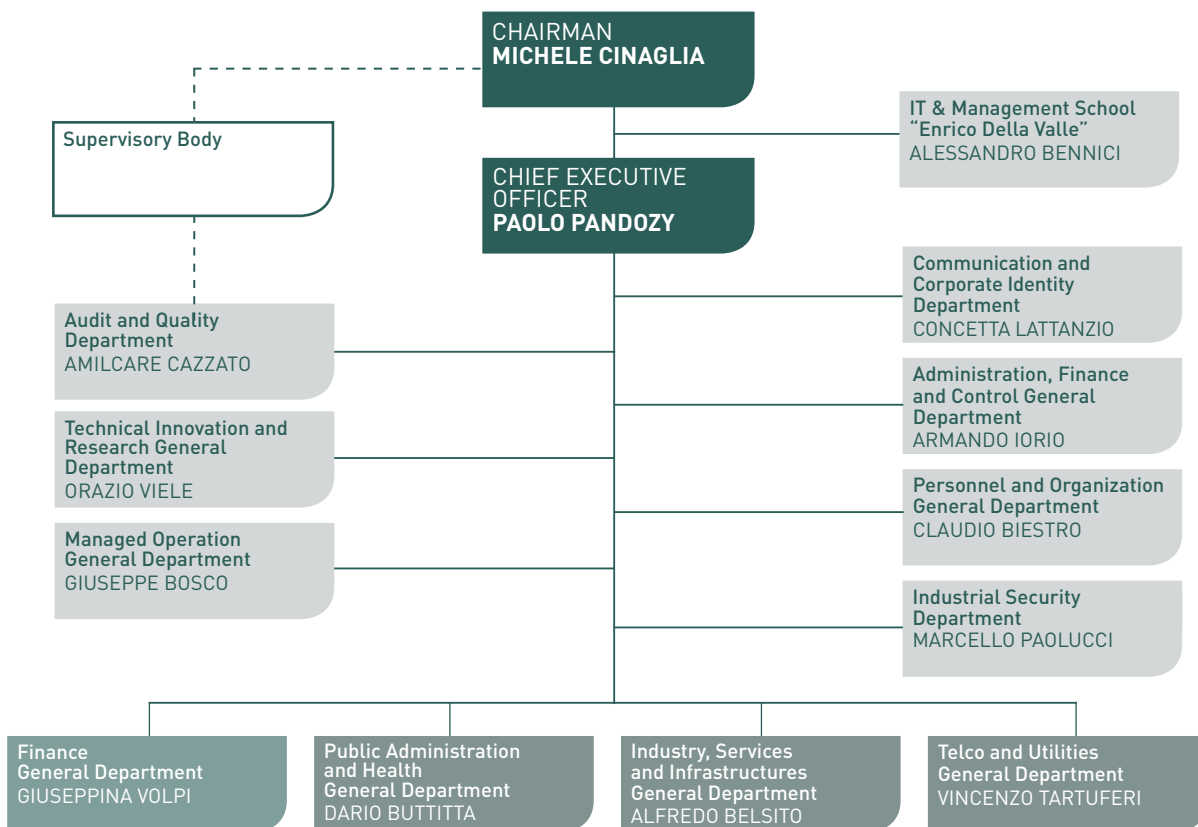 CHAIRMAN
MICHELE CINAGLIA
IT & Management School
“Enrico Della Valle”
ALESSANDRO BENNICI
Supervisory Body
CHIEF EXECUTIVE
OFFICER
PAOLO PANDOZY
Communication and
Corporate Identity
Department
CONCETTA LATTANZIO
Audit and Quality
Department
AMILCARE CAZZATO
Administration, Finance
and Control General
Department
ARMANDO IORIO
Technical Innovation and
Research General
Department
ORAZIO VIELE
Personnel and Organization
General Department
CLAUDIO BIESTRO
Managed Operation
General Department
GIUSEPPE BOSCO
Industrial Security
Department
MARCELLO PAOLUCCI
Finance
General Department
GIUSEPPINA VOLPI
Public Administration
and Health
General Department
DARIO BUTTITTA
Industry, Services
and Infrastructures
General Department
ALFREDO BELSITO
Telco and Utilities
General Department
VINCENZO TARTUFERI